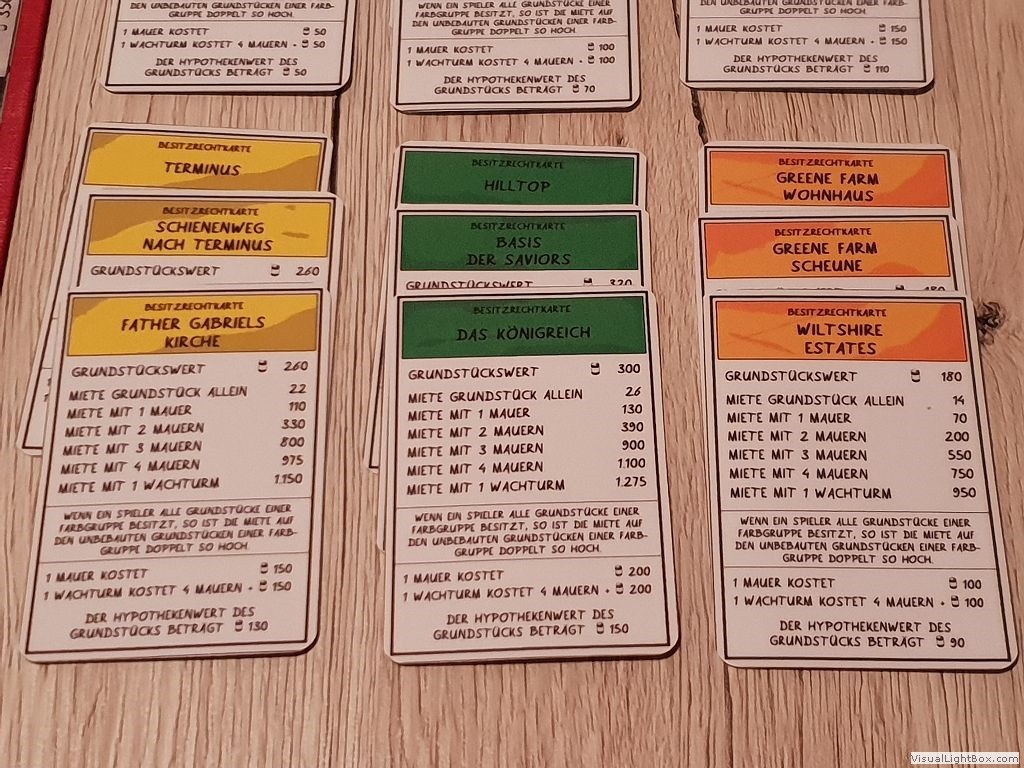 DEN UNBEBAUTEN GRUNDSTÜCKEN EINER FARB-
GRUPPE DOPPELT SO HOCH.
1 MAUER KOSTET 50
1 WACHTURM KOSTET 4 MAUERN + 50
DER HYPOTHEKENWERT DES
GRUNDSTÜCKS BETRÄGT 50
WENN EIN SPIELER ALLE GRUNDSTÜCKE EINER
FARBGRUPPE BESITZT, SO IST DIE MIETE AUF
DEN UNBEBAUTEN GRUNDSTÜCKEN EINER FARB-
GRUPPE DOPPELT SO HOCH.
1 MAUER KOSTET 100
1 WACHTURM KOSTET 4 MAUERN + 100
DER HYPOTHEKENWERT DES
GRUNDSTÜCKS BETRÄGT 70
DEN UNBEBAUTEN GRUNDSTÜCKEN EINER FARB-
GRUPPE DOPPELT SO HOCH.
1 MAUER KOSTET 150
1 WACHTURM KOSTET 4 MAUERN + 150
DER HYPOTHEKENWERT DES
GRUNDSTÜCKS BETRÄGT 110
BESITZRECHTKARTE
TERMINUS
BESITZRECHTKARTE
SCHIENENWEG
NACH TERMINUS
GRUNDSTÜCKSWERT 260
BESITZRECHTKARTE
FATHER GABRIELS
KIRCHE
GRUNDSTÜCKSWERT 260
MIETE GRUNDSTÜCK ALLEIN 22
MIETE MIT 1 MAUER 110
MIETE MIT 2 MAUERN 330
MIETE MIT 3 MAUERN 800
MIETE MIT 4 MAUERN 975
MIETE MIT 1 WACHTURM 1.150
WENN EIN SPIELER ALLE GRUNDSTÜCKE EINER
FARBGRUPPE BESITZT, SO IST DIE MIETE AUF
DEN UNBEBAUTEN GRUNDSTÜCKEN EINER FARB-
GRUPPE DOPPELT SO HOCH.
1 MAUER KOSTET 150
1 WACHTURM KOSTET 4 MAUERN + 150
DER HYPOTHEKENWERT DES
GRUNDSTÜCKS BETRÄGT 130
BESITZRECHTKARTE
HILLTOP
BESITZRECHTKARTE
BASIS
DER SAVIORS
GRUNDSTÜCKSWERT 320
BESITZRECHTKARTE
DAS KÖNIGREICH
GRUNDSTÜCKSWERT 300
MIETE GRUNDSTÜCK ALLEIN 26
MIETE MIT 1 MAUER 130
MIETE MIT 2 MAUERN 390
MIETE MIT 3 MAUERN 900
MIETE MIT 4 MAUERN 1.100
MIETE MIT 1 WACHTURM 1.275
WENN EIN SPIELER ALLE GRUNDSTÜCKE EINER
FARBGRUPPE BESITZT, SO IST DIE MIETE AUF
DEN UNBEBAUTEN GRUNDSTÜCKEN EINER FARB-
GRUPPE DOPPELT SO HOCH.
1 MAUER KOSTET 200
1 WACHTURM KOSTET 4 MAUERN + 200
DER HYPOTHEKENWERT DES
GRUNDSTÜCKS BETRÄGT 150
BESITZRECHTKARTE
GREENE FARM
WOHNHAUS
BESITZRECHTKARTE
GREENE FARM
SCHEUNE
180
BESITZRECHTKARTE
WILTSHIRE
ESTATES
GRUNDSTÜCKSWERT 180
MIETE GRUNDSTÜCK ALLEIN 14
MIETE MIT 1 MAUER 70
MIETE MIT 2 MAUERN 200
MIETE MIT 3 MAUERN 550
MIETE MIT 4 MAUERN 750
MIETE MIT 1 WACHTURM 950
WENN EIN SPIELER ALLE GRUNDSTÜCKE EINER
FARBGRUPPE BESITZT, SO IST DIE MIETE AUF
DEN UNBEBAUTEN GRUNDSTÜCKEN EINER FARB-
GRUPPE DOPPELT SO HOCH.
1 MAUER KOSTET 100
1 WACHTURM KOSTET 4 MAUERN + 100
DER HYPOTHEKENWERT DES
GRUNDSTÜCKS BETRÄGT 90
VisualLightBox.com